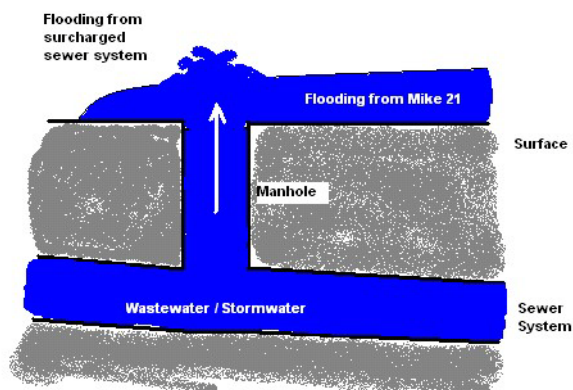 Flooding from
surcharged
sewer system
Flooding from Mike 21
Surface
Manhole
Wastewater / Stormwater
Sewer
System